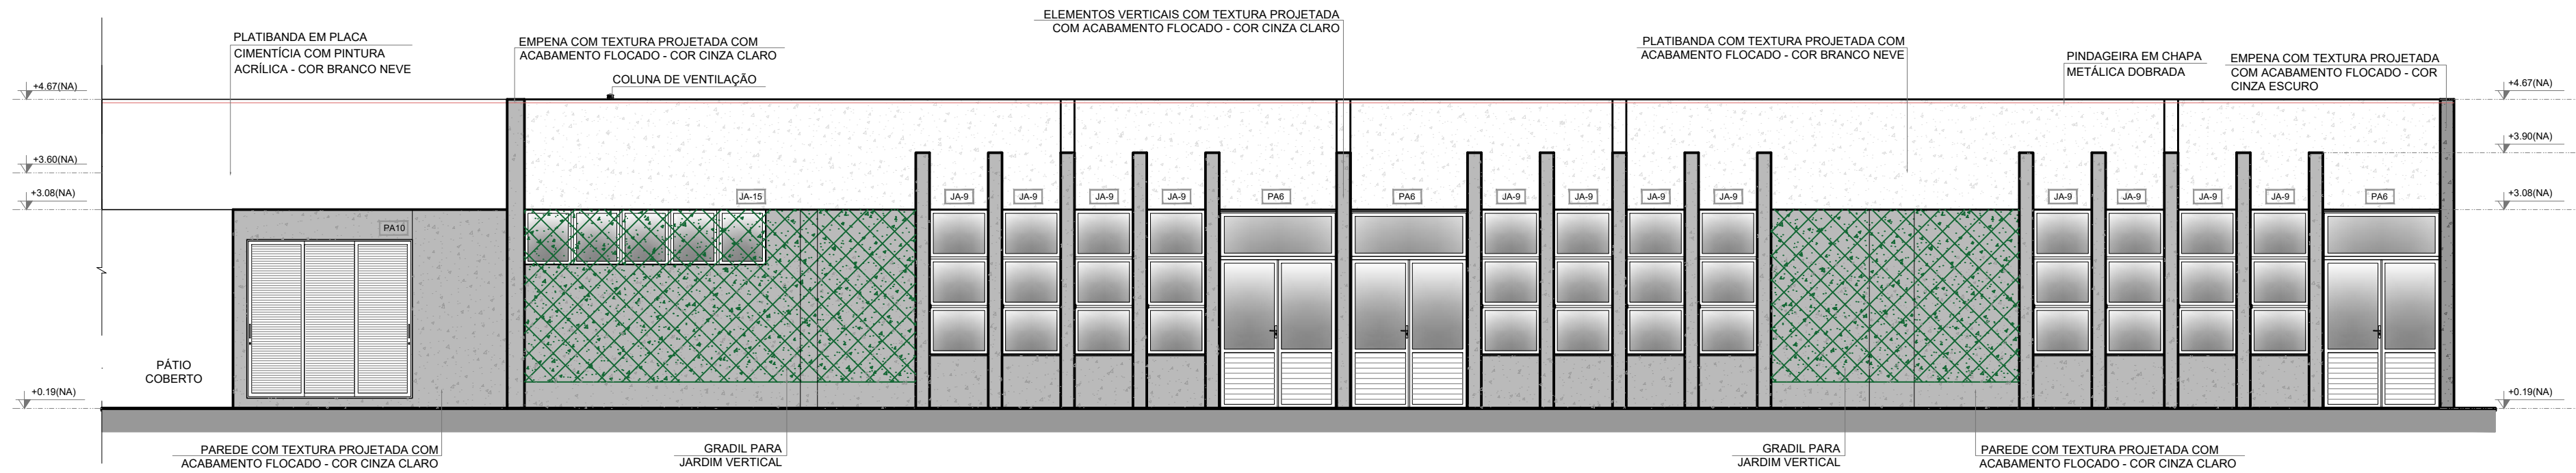 ELEMENTOS VERTICAIS COM TEXTURA PROJETADA
COM ACABAMENTO FLOCADO - COR CINZA CLARO
PLATIBANDA EM PLACA
CIMENTÍCIA COM PINTURA
ACRÍLICA - COR BRANCO NEVE
EMPENA COM TEXTURA PROJETADA COM
ACABAMENTO FLOCADO - COR CINZA CLARO
COLUNA DE VENTILAÇÃO
PLATIBANDA COM TEXTURA PROJETADA COM
ACABAMENTO FLOCADO - COR BRANCO NEVE
PINDAGEIRA EM CHAPA
METÁLICA DOBRADA
EMPENA COM TEXTURA PROJETADA
COM ACABAMENTO FLOCADO - COR
CINZA ESCURO
+4.67(NA)
+4.67(NA)
+3.90(NA)
+3.60(NA)
+3.08(NA)
+3.08(NA)
JA-15
JA-9
JA-9
JA-9
JA-9
PA6
PA6
JA-9
JA-9
JA-9
JA-9
JA-9
JA-9
JA-9
JA-9
PA6
PA10
PÁTIO
COBERTO
+0.19(NA)
+0.19(NA)
PAREDE COM TEXTURA PROJETADA COM
ACABAMENTO FLOCADO - COR CINZA CLARO
GRADIL PARA
JARDIM VERTICAL
GRADIL PARA
JARDIM VERTICAL
PAREDE COM TEXTURA PROJETADA COM
ACABAMENTO FLOCADO - COR CINZA CLARO